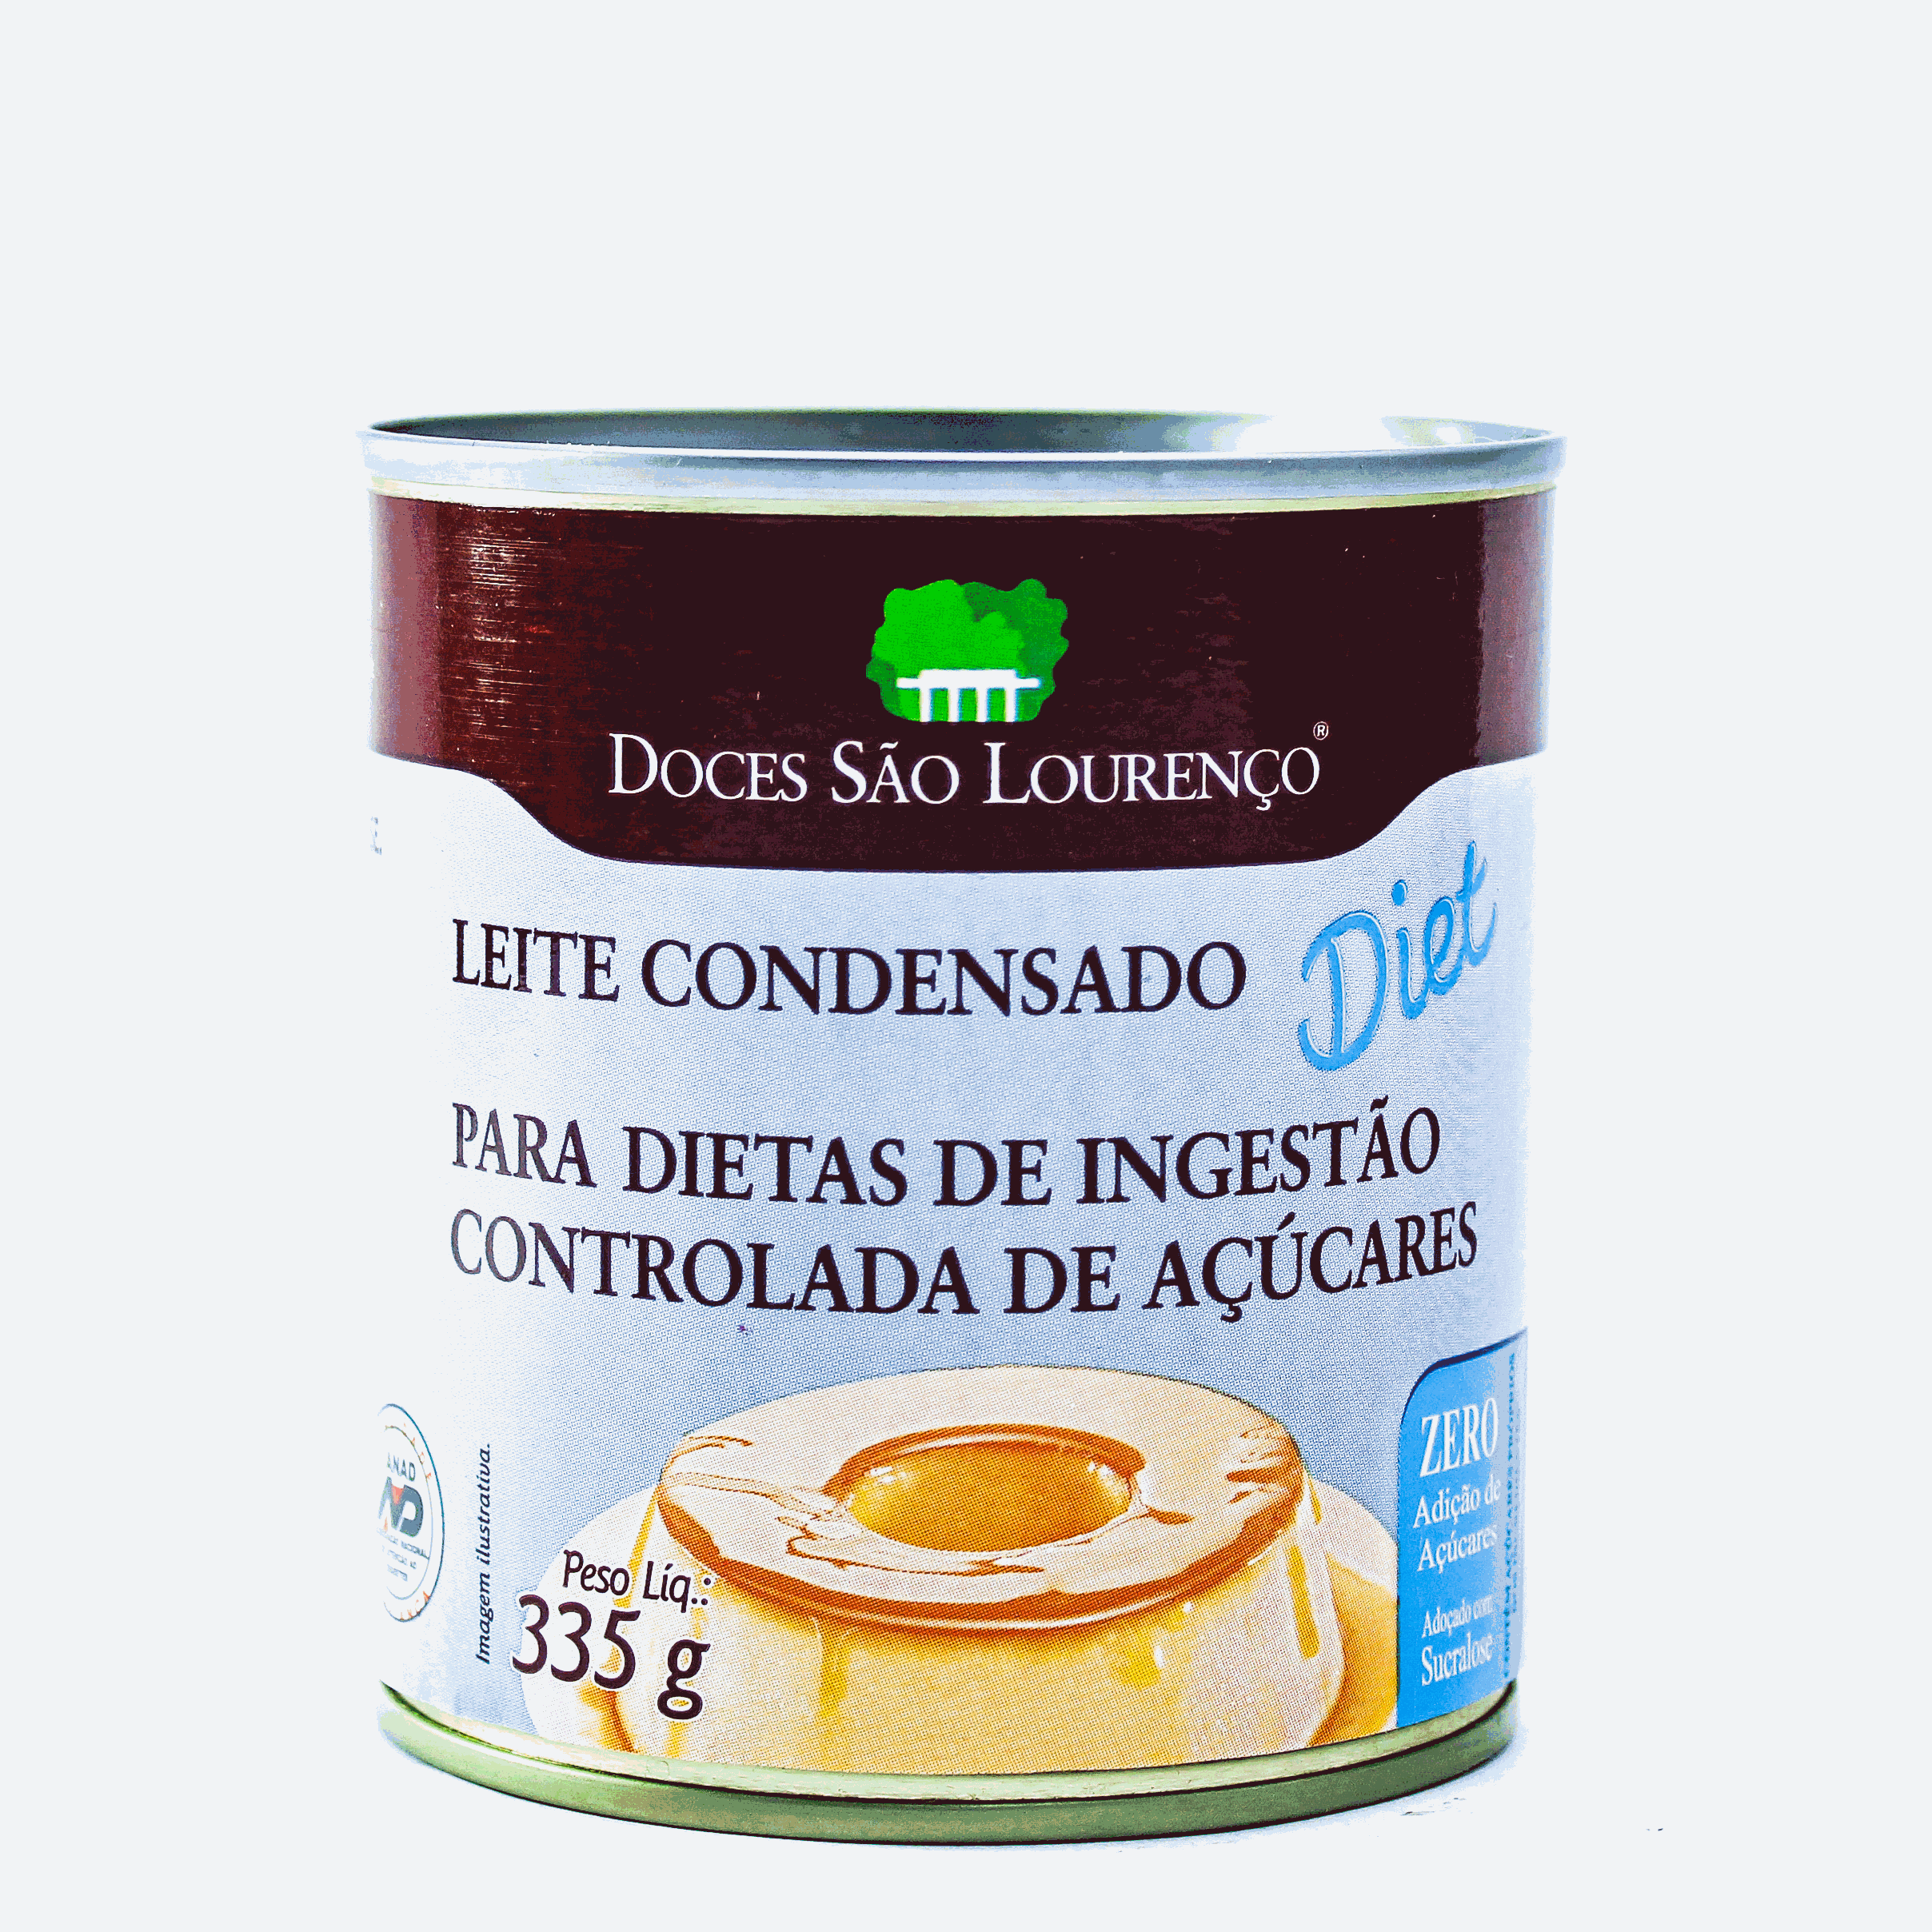 DOCES SÃO LOURENÇO®
LEITE CONDENSADO
Diet
PARA DIETAS DE INGESTÃO
CONTROLADA DE AÇÚCARES
ZERO
Adição de
Açúcares
Adoçado com
Sucralose
ANAD
Imagem ilustrativa.
Peso Líq.:
335 g